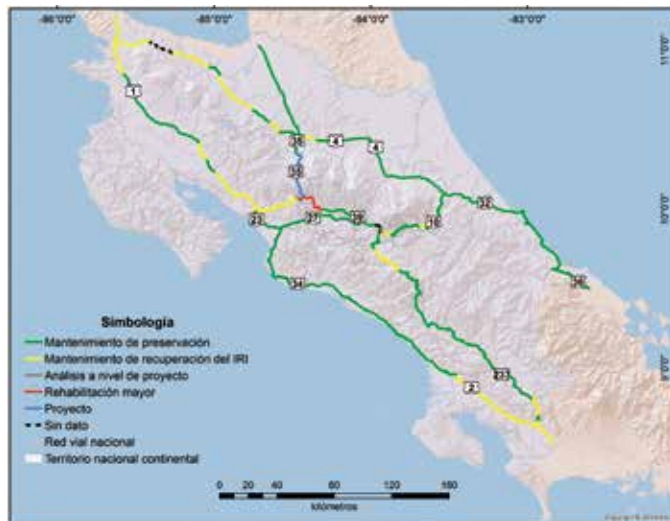 -86°0'0" -85°0'0" -84°0'0" -83°0'0"
11°0'0"
10°0'0"
9°0'0"
1
35
4
4
32
27
34
2
Simbología
Mantenimiento de preservación
Mantenimiento de recuperación del IRI
Análisis a nivel de proyecto
Rehabilitación mayor
Proyecto
Sin dato
Red vial nacional
Territorio nacional continental
0 20 40 60 80 120 160
kilómetros